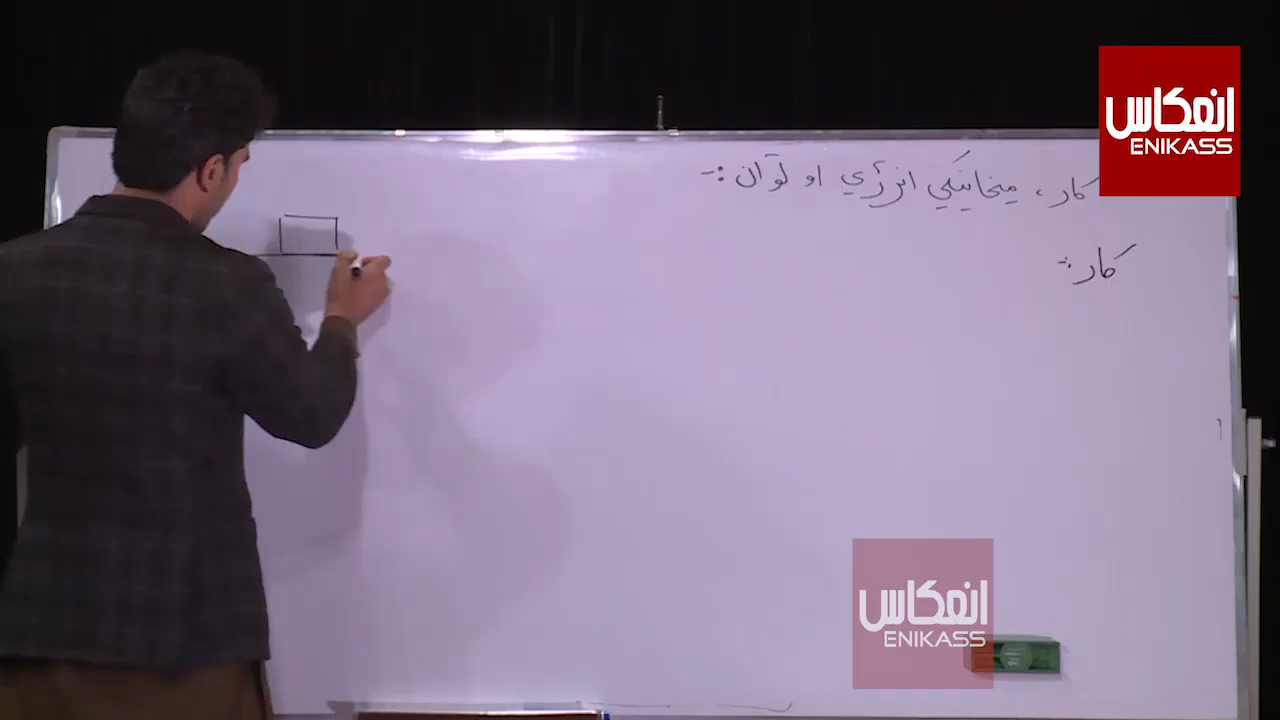 انعکاس
ENIKASS
کار، میخانیکي انرژي او توان :-
کار :-
انعکاس
ENIKASS